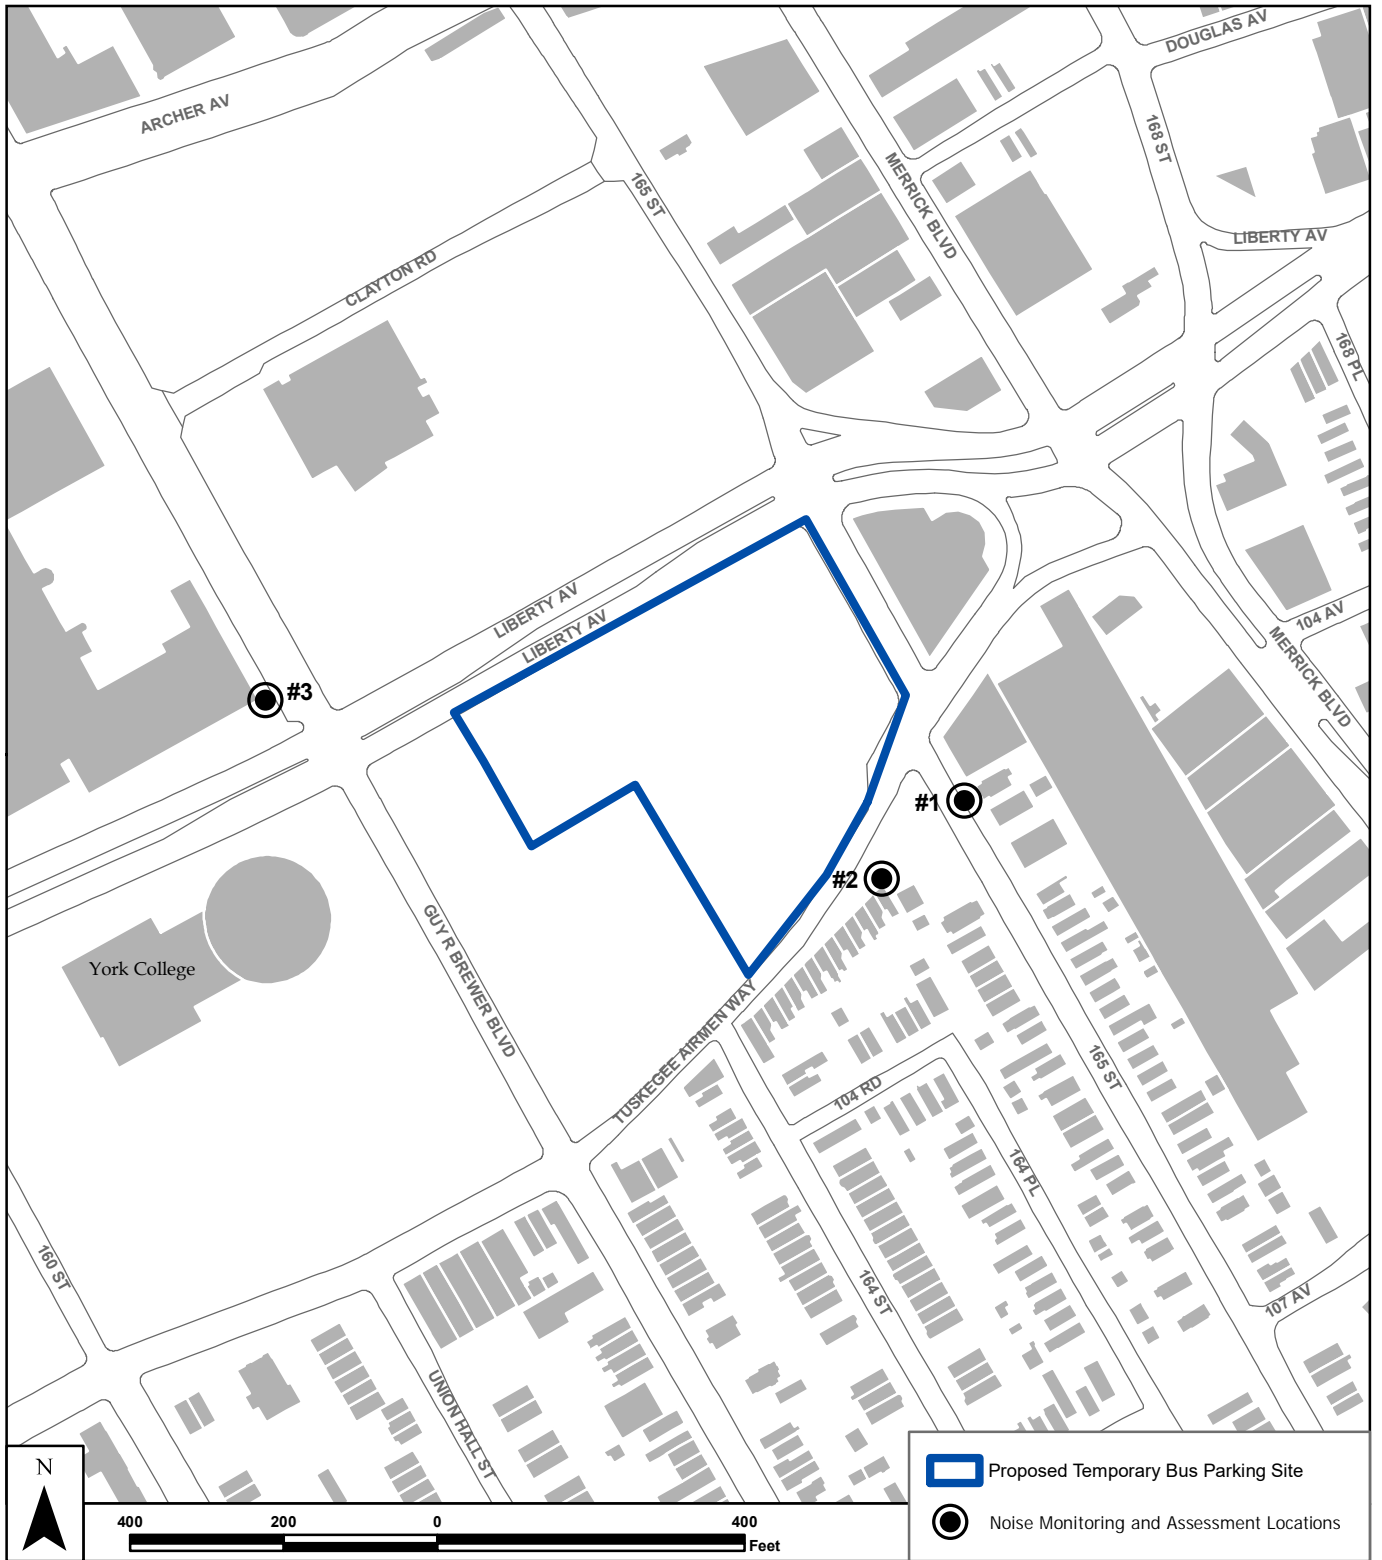 DOUGLAS AV
ARCHER AV
168 ST
165 ST
MERRICK BLVD
LIBERTY AV
CLAYTON RD
168 PL
LIBERTY AV
LIBERTY AV
104 AV
MERRICK BLVD
#3
#1
#2
GUY R BREWER BLVD
York College
TUSKEGEE AIRMEN WAY
165 ST
104 RD
164 PL
160 ST
164 ST
107 AV
UNION HALL ST
N
400 200 0 400
Feet
Proposed Temporary Bus Parking Site
Noise Monitoring and Assessment Locations